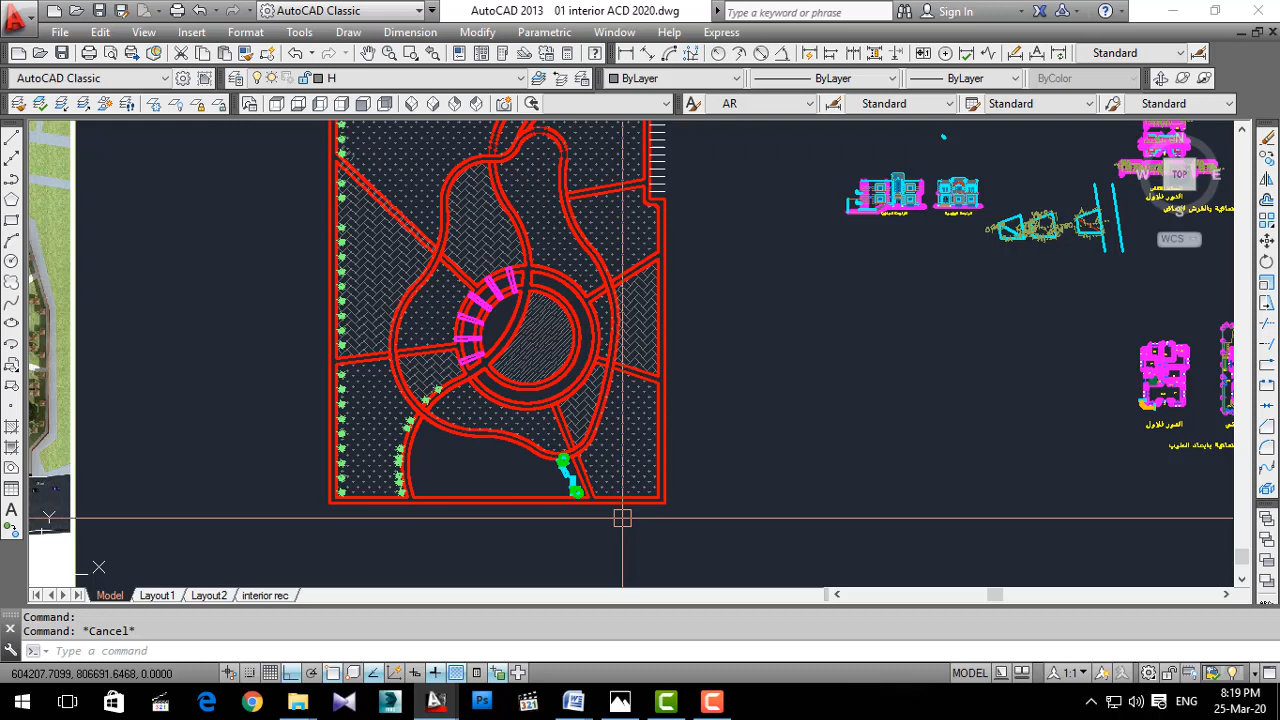 AutoCAD Classic
AutoCAD 2013
01 interior ACD 2020.dwg
Type a keyword or phrase
Sign In
File
Edit
View
Insert
Format
Tools
Draw
Dimension
Modify
Parametric
Window
Help
Express
Standard
AutoCAD Classic
H
ByLayer
ByLayer
ByLayer
ByColor
AR
Standard
Standard
Standard
N
W
TOP
E
S
WCS
الدور الاول
Y
X
Model
Layout1
Layout2
interior rec
Command:
Command: *Cancel*
Type a command
604207.7099, 806691.6468, 0.0000
MODEL
1:1
ENG
8:19 PM
25-Mar-20